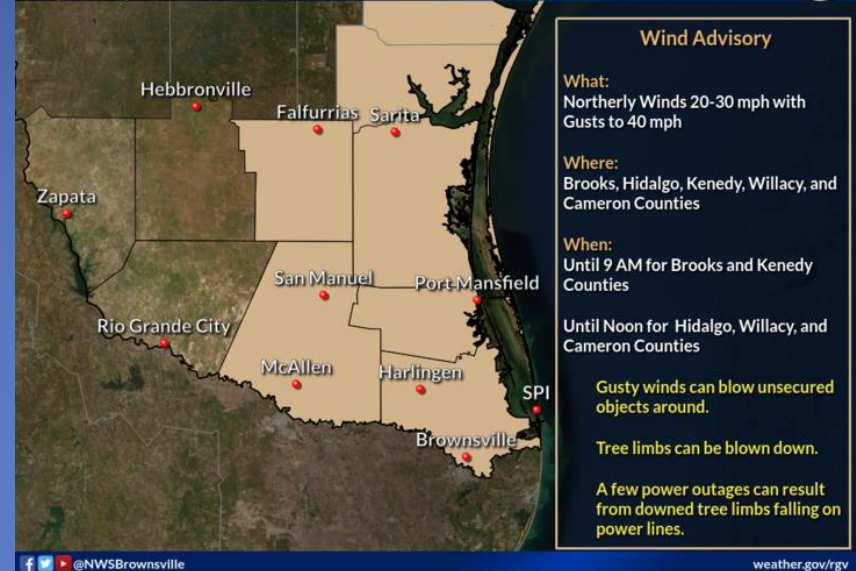 Hebbronville
Falfurrias
Sarita
Zapata
San Manuel
Port Mansfield
Rio Grande City
McAllen
Harlingen
SPI
Brownsville
Wind Advisory
What:
Northerly Winds 20-30 mph with
Gusts to 40 mph
Where:
Brooks, Hidalgo, Kenedy, Willacy, and
Cameron Counties
When:
Until 9 AM for Brooks and Kenedy
Counties
Until Noon for Hidalgo, Willacy, and
Cameron Counties
Gusty winds can blow unsecured
objects around.
Tree limbs can be blown down.
A few power outages can result
from downed tree limbs falling on
power lines.
@NWSBrownsville
weather.gov/rgv